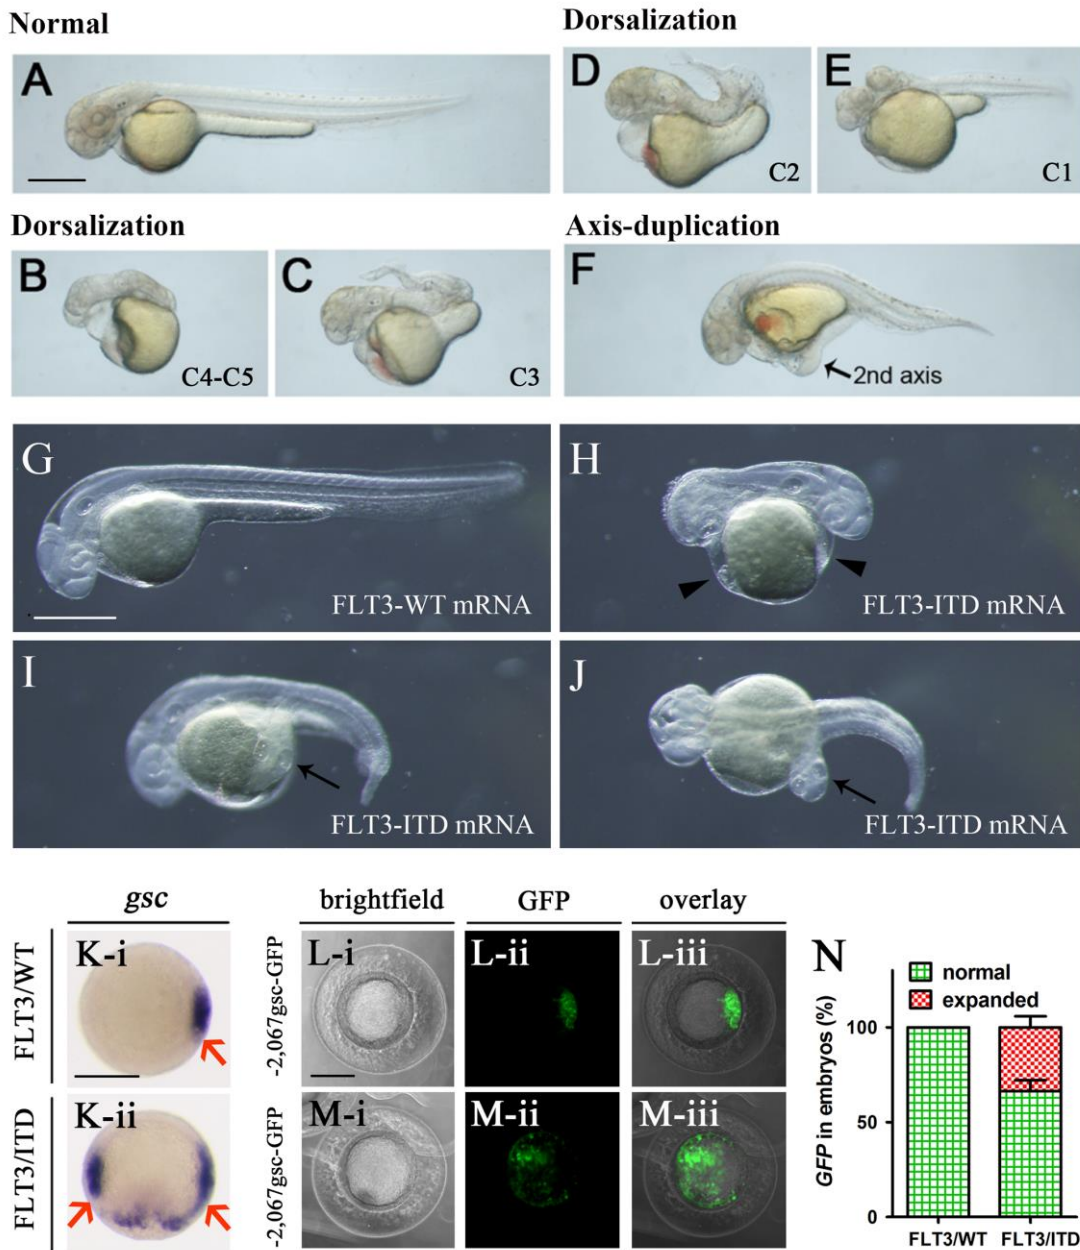 Normal
Dorsalization
A
D
C2
E
C1
Dorsalization
Axis-duplication
B
C4-C5
C
C3
F
2nd axis
G
FLT3-WT mRNA
H
FLT3-ITD mRNA
I
FLT3-ITD mRNA
J
FLT3-ITD mRNA
gsc
brightfield
GFP
overlay
FLT3/WT
K-i
-2,067gsc-GFP
L-i
L-ii
L-iii
FLT3/ITD
K-ii
-2,067gsc-GFP
M-i
M-ii
M-iii
N
normal
expanded
GFP in embryos (%)
100
50
0
FLT3/WT
FLT3/ITD